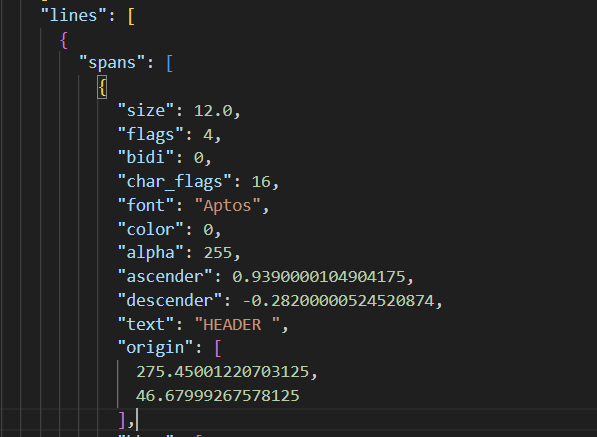 "lines": [
{
"spans": [
{
"size": 12.0,
"flags": 4,
"bidi": 0,
"char_flags": 16,
"font": "Aptos",
"color": 0,
"alpha": 255,
"ascender": 0.9390000104904175,
"descender": -0.28200000524520874,
"text": "HEADER ",
"origin": [
275.45001220703125,
46.67999267578125
],